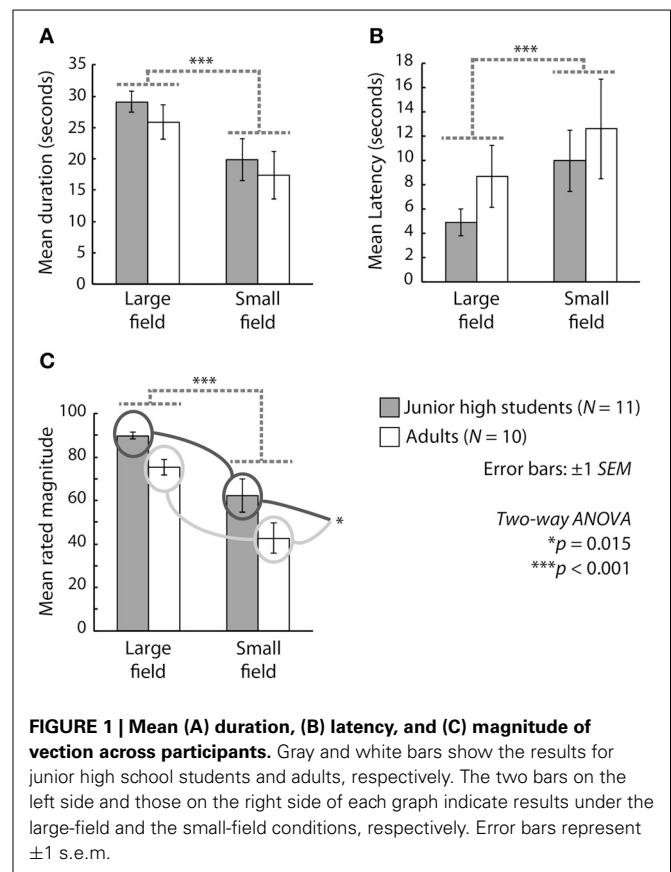 A
***
Mean duration (seconds)
35
30
25
20
15
10
5
0
Large field
Small field
B
***
Mean Latency (seconds)
18
16
14
12
10
8
6
4
2
0
Large field
Small field
C
***
Mean rated magnitude
100
80
60
40
20
0
*
Large field
Small field
Junior high students (N = 11)
Adults (N = 10)
Error bars: ±1 SEM
Two-way ANOVA
*p = 0.015
***p < 0.001
FIGURE 1 | Mean (A) duration, (B) latency, and (C) magnitude of
vection across participants. Gray and white bars show the results for
junior high school students and adults, respectively. The two bars on the
left side and those on the right side of each graph indicate results under the
large-field and the small-field conditions, respectively. Error bars represent
±1 s.e.m.